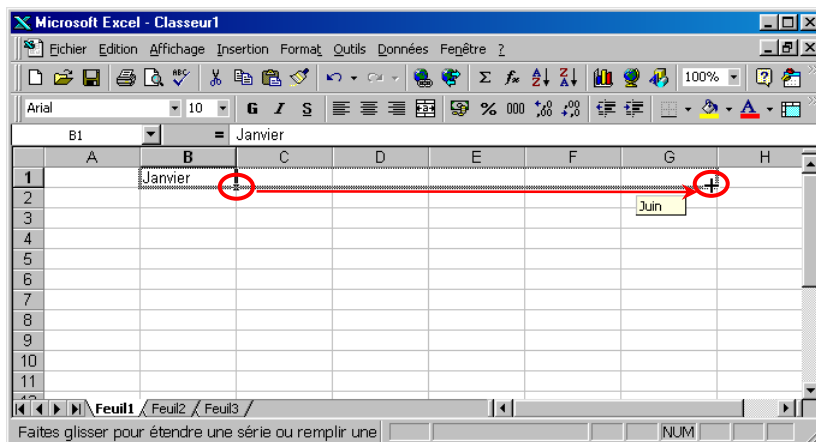 Microsoft Excel - Classeur1
Fichier Edition Affichage Insertion Format Outils Données Fenêtre ?
Σ fx 100%
Arial 10 G I S % 000
B1 = Janvier
A B C D E F G H
1 Janvier
2
Juin
3
4
5
6
7
8
9
10
11
Feuil1 Feuil2 Feuil3
Faites glisser pour étendre une série ou remplir une NUM